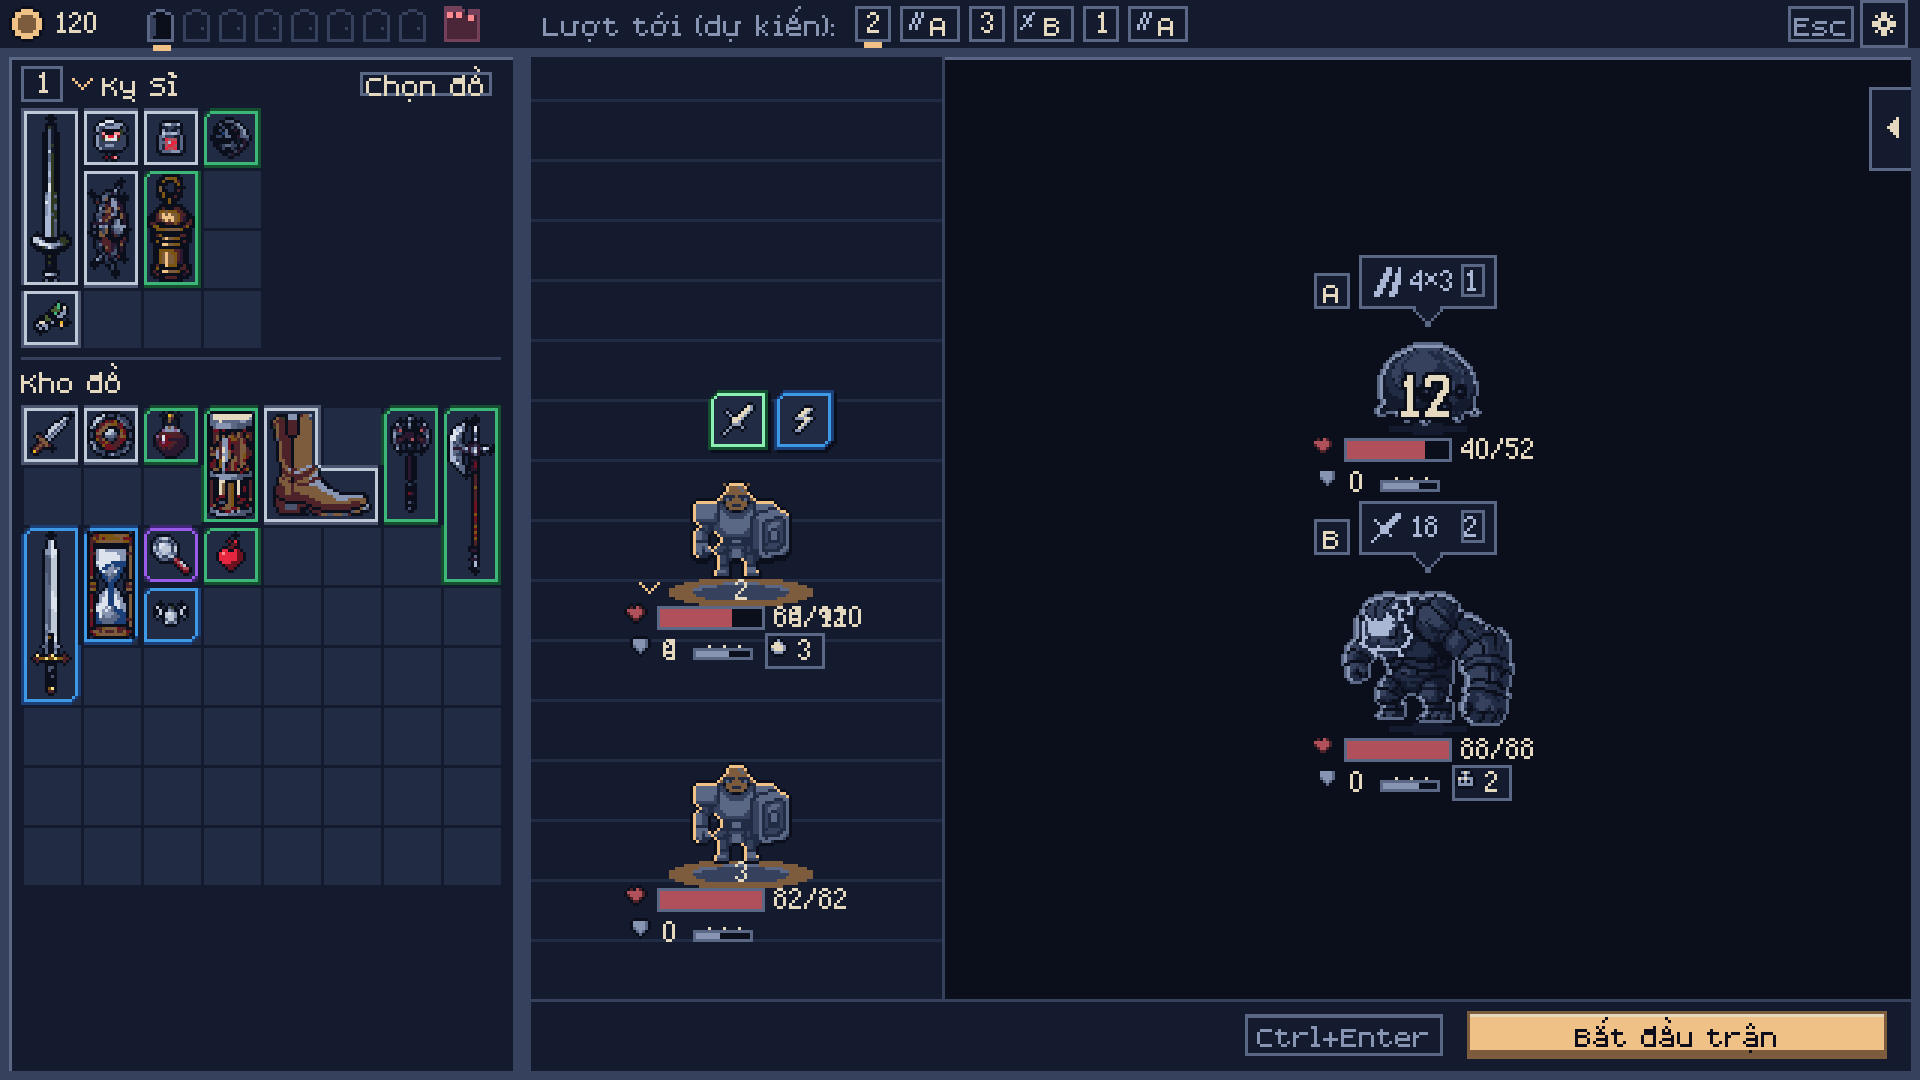 120
Lượt tới (dự kiến): 2 A 3 B 1 A
Esc
1 Kỵ Sĩ
Chọn đồ
Kho đồ
A
4×3 1
12
40/52
0
B
18 2
88/88
0 2
2
3
3
82/82
0
Ctrl+Enter
Bắt đầu trận